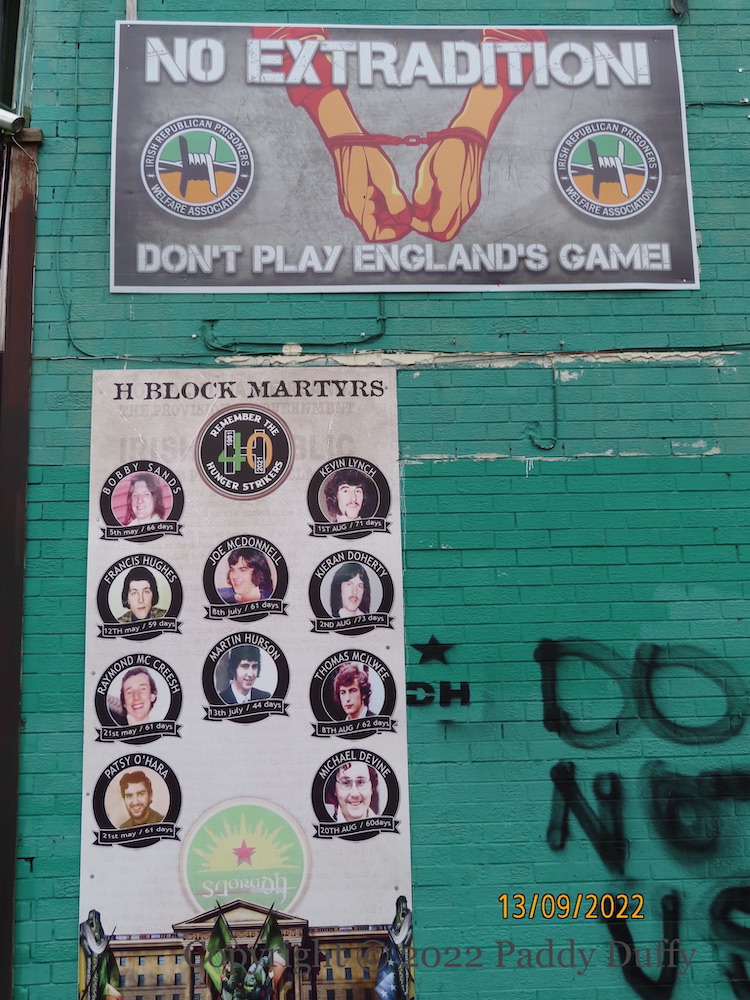 NO EXTRADITION!
IRISH REPUBLICAN PRISONERS
WELFARE ASSOCIATION
IRISH REPUBLICAN PRISONERS
WELFARE ASSOCIATION
DON'T PLAY ENGLAND'S GAME!
H BLOCK MARTYRS
REMEMBER THE
1981 40 2021
HUNGER STRIKERS
BOBBY SANDS
5th may / 66 days
KEVIN LYNCH
1ST AUG / 71 days
FRANCIS HUGHES
12TH may / 59 days
JOE MCDONNELL
8th july / 61 days
KIERAN DOHERTY
2ND AUG /73 days
RAYMOND MC CREESH
21st may / 61 days
MARTIN HURSON
13th july / 44 days
THOMAS MCILWEE
8TH AUG / 62 days
PATSY O'HARA
21st may / 61 days
MICHAEL DEVINE
20TH AUG / 60days
DO
NOT
13/09/2022
Copyright © 2022 Paddy Duffy